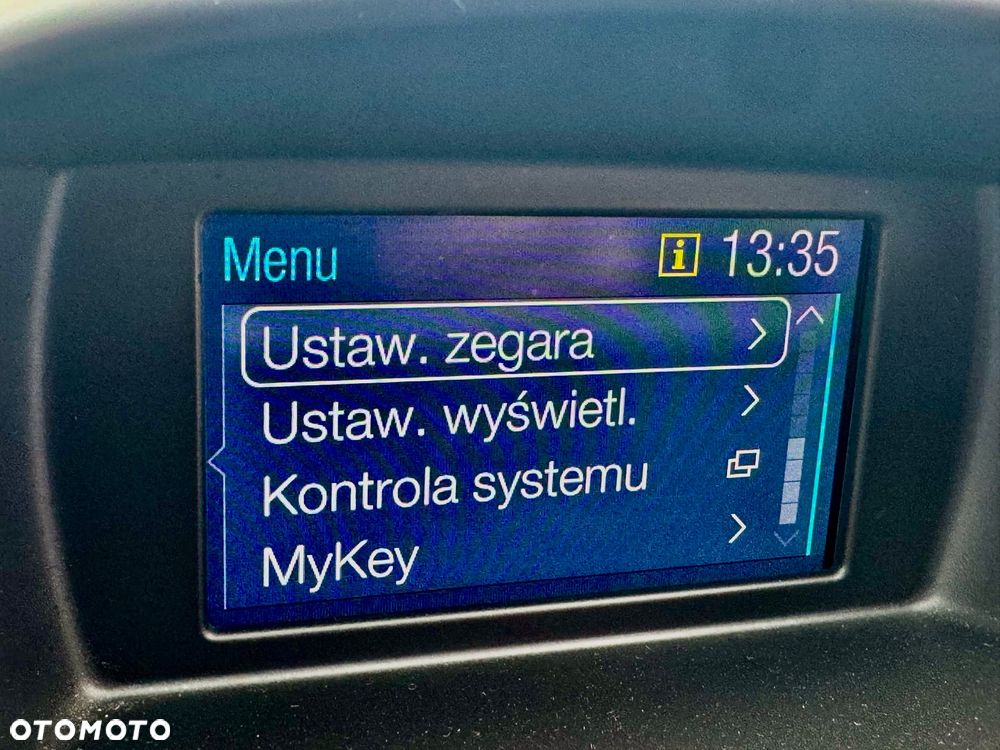 Menu
i 13:35
Ustaw. zegara
Ustaw. wyświetl.
Kontrola systemu
MyKey
OTOMOTO